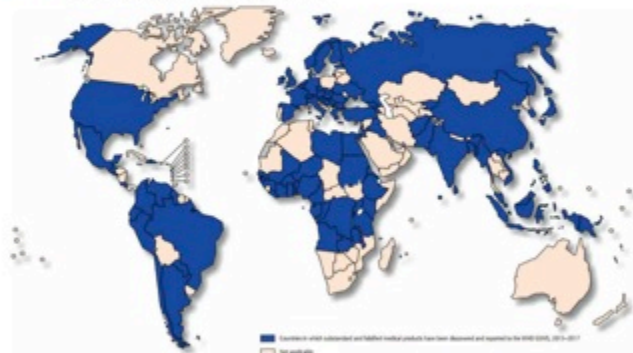 Countries in which substandard and falsified medical products have been discovered and reported to the WHO GSMS, 2013–2017
Not applicable